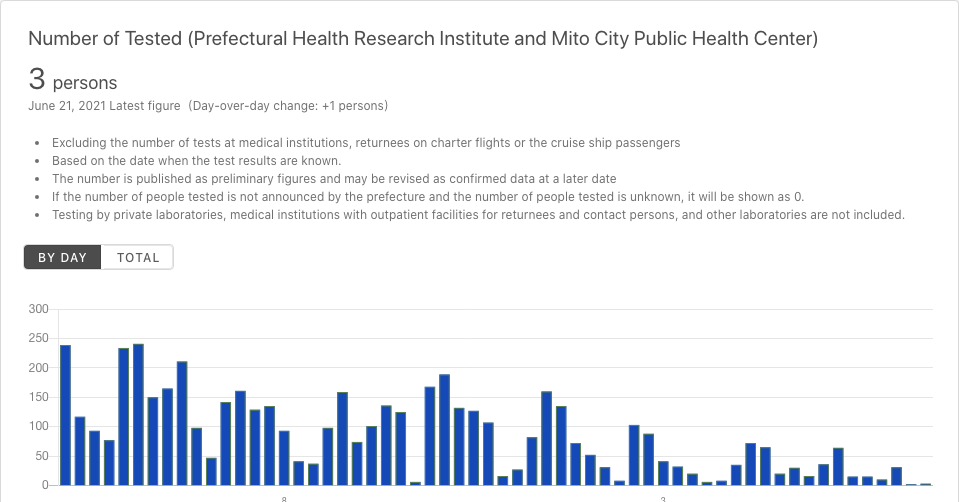 Number of Tested (Prefectural Health Research Institute and Mito City Public Health Center)
3 persons
June 21, 2021 Latest figure (Day-over-day change: +1 persons)
• Excluding the number of tests at medical institutions, returnees on charter flights or the cruise ship passengers
• Based on the date when the test results are known.
• The number is published as preliminary figures and may be revised as confirmed data at a later date
• If the number of people tested is not announced by the prefecture and the number of people tested is unknown, it will be shown as 0.
• Testing by private laboratories, medical institutions with outpatient facilities for returnees and contact persons, and other laboratories are not included.
BY DAY TOTAL
300
250
200
150
100
50
0